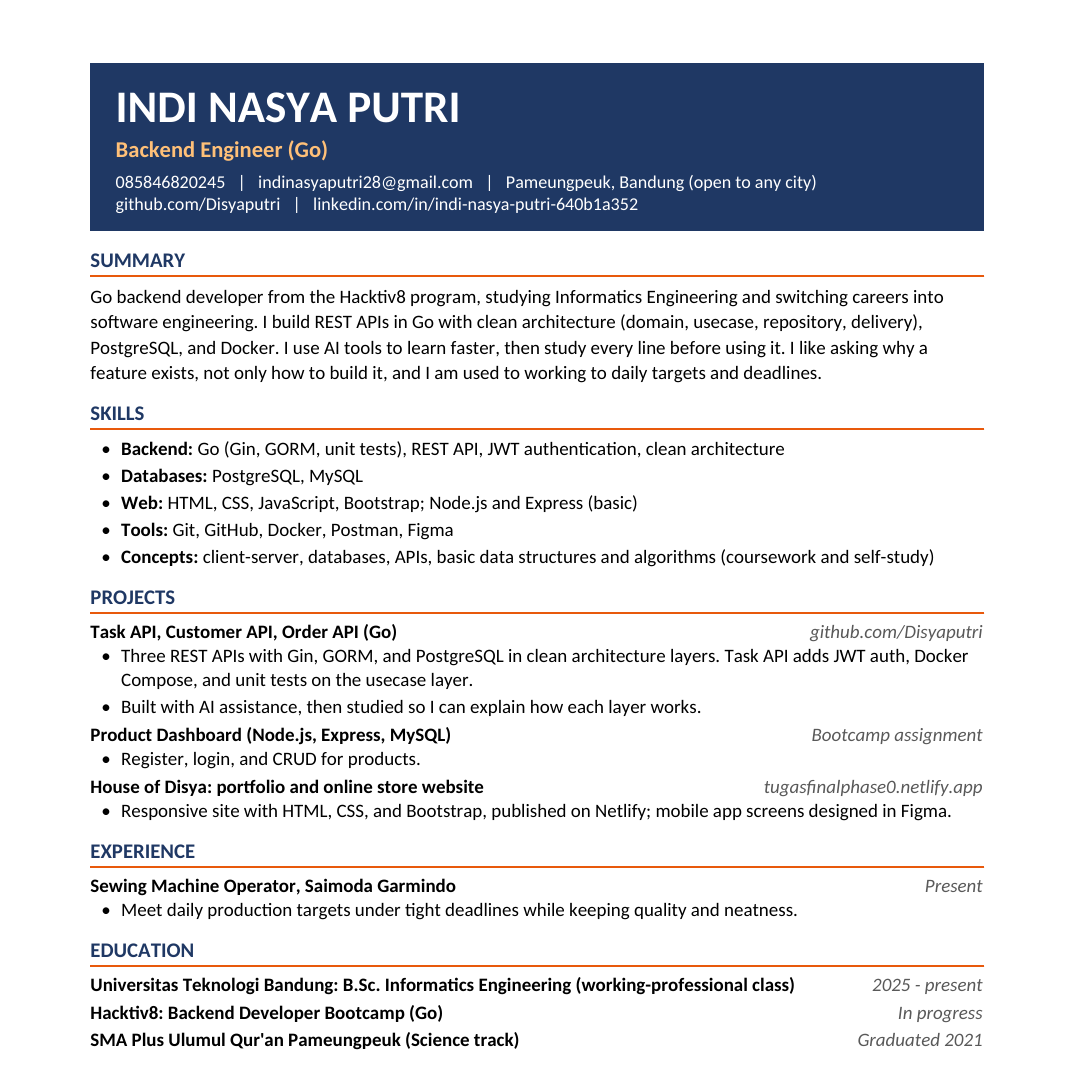 INDI NASYA PUTRI
Backend Engineer (Go)
085846820245 | indinasyaputri28@gmail.com | Pameungpeuk, Bandung (open to any city)
github.com/Disyaputri | linkedin.com/in/indi-nasya-putri-640b1a352
SUMMARY
Go backend developer from the Hacktiv8 program, studying Informatics Engineering and switching careers into
software engineering. I build REST APIs in Go with clean architecture (domain, usecase, repository, delivery),
PostgreSQL, and Docker. I use AI tools to learn faster, then study every line before using it. I like asking why a
feature exists, not only how to build it, and I am used to working to daily targets and deadlines.
SKILLS
• Backend: Go (Gin, GORM, unit tests), REST API, JWT authentication, clean architecture
• Databases: PostgreSQL, MySQL
• Web: HTML, CSS, JavaScript, Bootstrap; Node.js and Express (basic)
• Tools: Git, GitHub, Docker, Postman, Figma
• Concepts: client-server, databases, APIs, basic data structures and algorithms (coursework and self-study)
PROJECTS
Task API, Customer API, Order API (Go) github.com/Disyaputri
• Three REST APIs with Gin, GORM, and PostgreSQL in clean architecture layers. Task API adds JWT auth, Docker
Compose, and unit tests on the usecase layer.
• Built with AI assistance, then studied so I can explain how each layer works.
Product Dashboard (Node.js, Express, MySQL) Bootcamp assignment
• Register, login, and CRUD for products.
House of Disya: portfolio and online store website tugasfinalphase0.netlify.app
• Responsive site with HTML, CSS, and Bootstrap, published on Netlify; mobile app screens designed in Figma.
EXPERIENCE
Sewing Machine Operator, Saimoda Garmindo Present
• Meet daily production targets under tight deadlines while keeping quality and neatness.
EDUCATION
Universitas Teknologi Bandung: B.Sc. Informatics Engineering (working-professional class) 2025 - present
Hacktiv8: Backend Developer Bootcamp (Go) In progress
SMA Plus Ulumul Qur'an Pameungpeuk (Science track) Graduated 2021